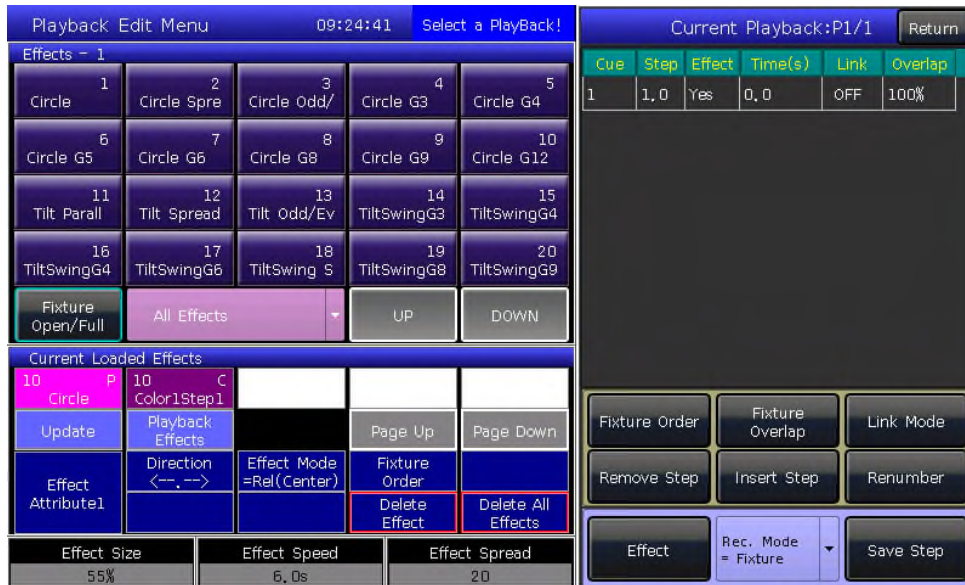 Playback Edit Menu 09:24:41 Select a PlayBack!
Effects - 1
1 2 3 4 5
Circle Circle Spre Circle Odd/ Circle G3 Circle G4
6 7 8 9 10
Circle G5 Circle G6 Circle G8 Circle G9 Circle G12
11 12 13 14 15
Tilt Parall Tilt Spread Tilt Odd/Ev TiltSwingG3 TiltSwingG4
16 17 18 19 20
TiltSwingG4 TiltSwingG6 TiltSwing S TiltSwingG8 TiltSwingG9
Fixture
Open/Full
All Effects
UP
DOWN
Current Loaded Effects
10 P
Circle
10 C
Color1Step1
Update
Playback
Effects
Page Up
Page Down
Effect
Attribute1
Direction
<--.-->
Effect Mode
=Rel(Center)
Fixture
Order
Delete
Effect
Delete All
Effects
Effect Size Effect Speed Effect Spread
55% 6.0s 20
Current Playback:P1/1 Return
Cue Step Effect Time(s) Link Overlap
1 1.0 Yes 0.0 OFF 100%
Fixture Order
Fixture
Overlap
Link Mode
Remove Step Insert Step Renumber
Effect
Rec. Mode
= Fixture
Save Step